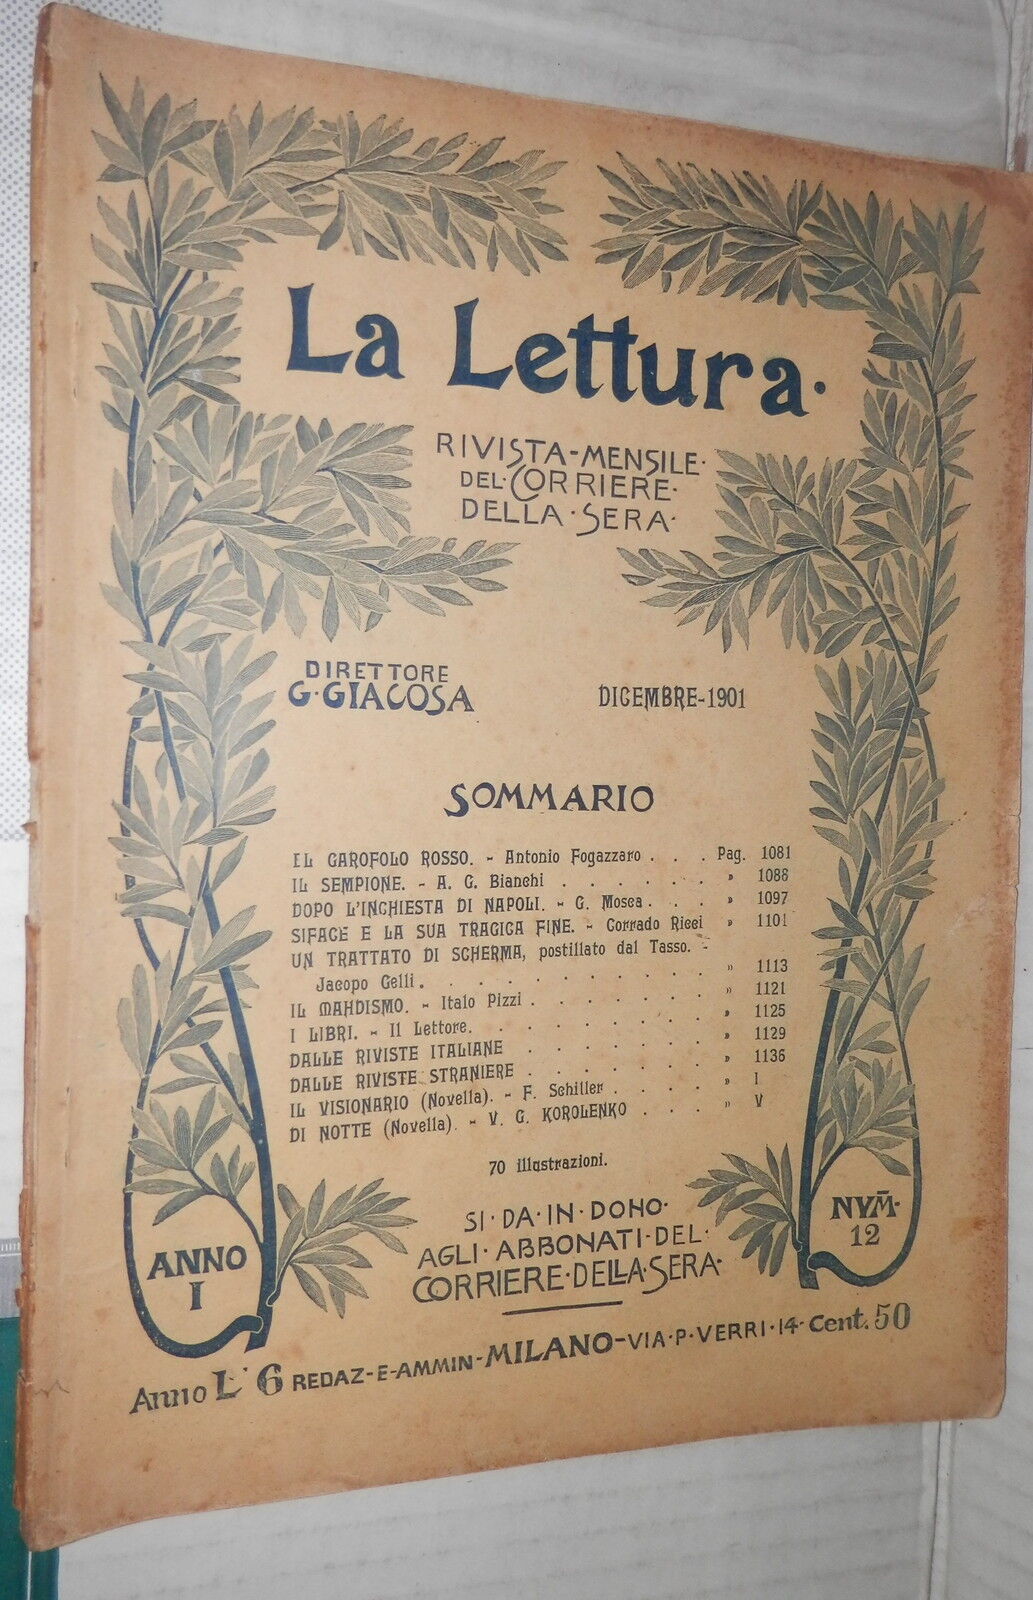 La Lettura·
RIVISTA-MENSILE·
DEL·CORRIERE·
DELLA·SERA·
DIRETTORE
G·GIACOSA
DICEMBRE-1901
SOMMARIO
IL GAROFOLO ROSSO. - Antonio Fogazzaro . . . Pag. 1081
IL SEMPIONE. - A. G. Bianchi . . . . . . . » 1088
DOPO L'INCHIESTA DI NAPOLI. - G. Mosca . . . » 1097
SIFACE E LA SUA TRAGICA FINE. - Corrado Ricci » 1101
UN TRATTATO DI SCHERMA, postillato dal Tasso. -
Jacopo Gelli . . . . . . . . . » 1113
IL MAHDISMO. - Italo Pizzi . . . . . . . » 1121
I LIBRI. - Il Lettore. . . . . . . . . » 1125
DALLE RIVISTE ITALIANE . . . . . . . » 1129
DALLE RIVISTE STRANIERE . . . . . . . » 1136
IL VISIONARIO (Novella). - F. Schiller . . . . » I
DI NOTTE (Novella). - V. G. KOROLENKO . . . » V
70 illustrazioni.
SI·DA·IN·DONO·
AGLI·ABBONATI·DEL·
CORRIERE·DELLA·SERA·
ANNO
I
NVM̄·
12
Anno L. 6 REDAZ-E-AMMIN-MILANO-VIA·P·VERRI·14· Cent. 50